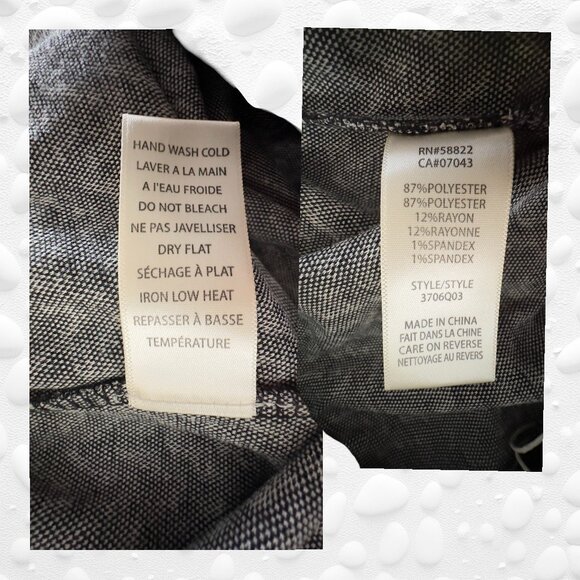 HAND WASH COLD
LAVER A LA MAIN
A L'EAU FROIDE
DO NOT BLEACH
NE PAS JAVELLISER
DRY FLAT
SÉCHAGE À PLAT
IRON LOW HEAT
REPASSER À BASSE
TEMPÉRATURE
RN#58822
CA#07043
87%POLYESTER
87%POLYESTER
12%RAYON
12%RAYONNE
1%SPANDEX
1%SPANDEX
STYLE/STYLE
3706Q03
MADE IN CHINA
FAIT DANS LA CHINE
CARE ON REVERSE
NETTOYAGE AU REVERS